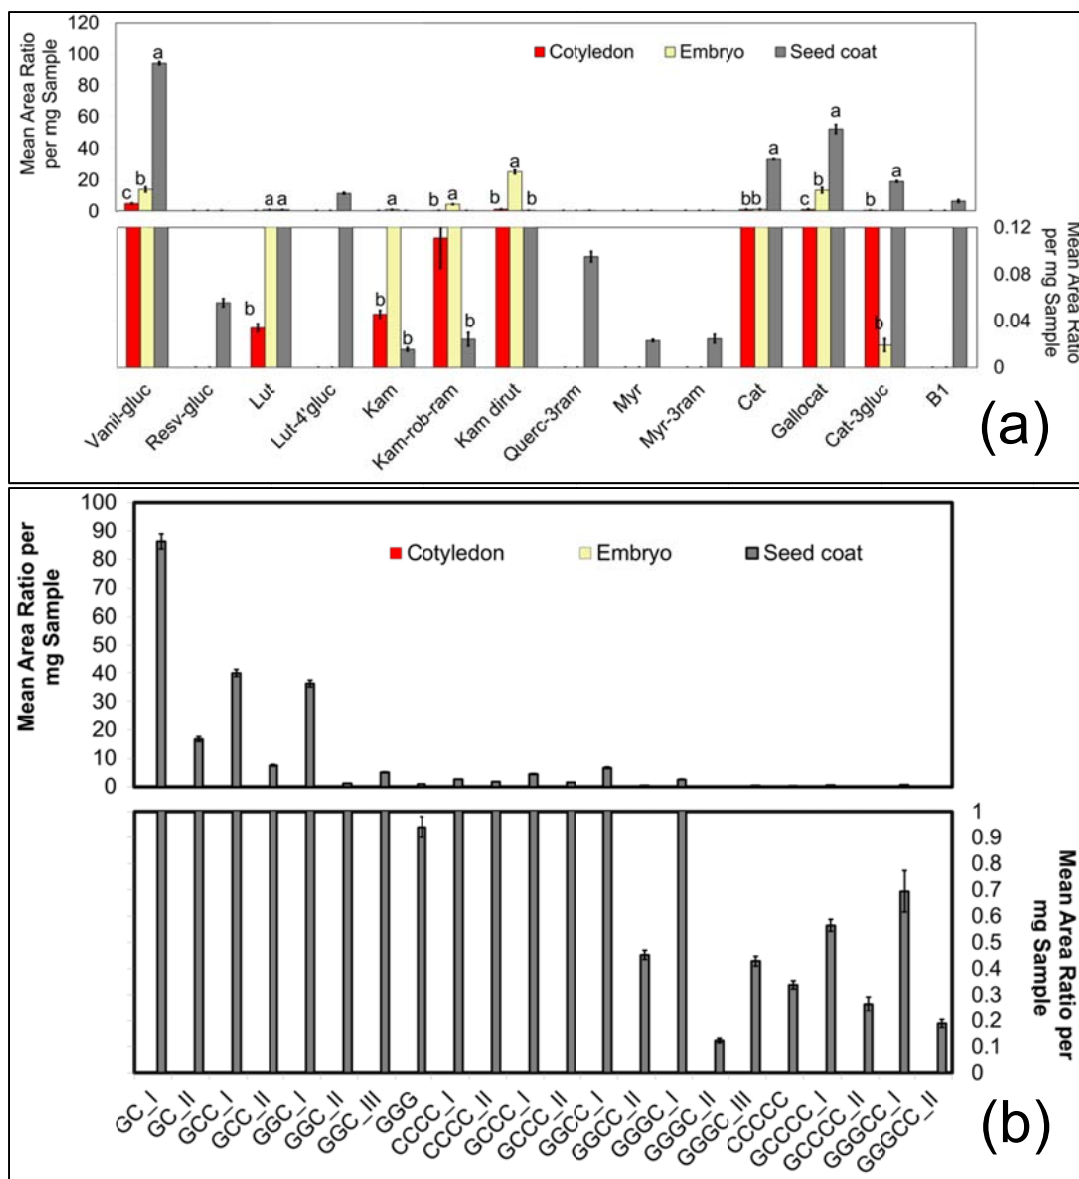 Mean Area Ratio
per mg Sample
120
100
80
60
40
20
0
Cotyledon
Embryo
Seed coat
c b a
a a
a
b a
b a b
b b a
a b
b a
b
b
b
b
b
b
0.12
0.08
0.04
0
Mean Area Ratio
per mg Sample
Vanil-gluc
Resv-gluc
Lut
Lut-4'gluc
Kam
Kam-rob-ram
Kam dirut
Querc-3ram
Myr
Myr-3ram
Cat
Gallocat
Cat-3gluc
B1
(a)
Mean Area Ratio per
mg Sample
100
90
80
70
60
50
40
30
20
10
0
Cotyledon
Embryo
Seed coat
1
0.9
0.8
0.7
0.6
0.5
0.4
0.3
0.2
0.1
0
Mean Area Ratio per
mg Sample
GC_I
GC_II
GCC_I
GCC_II
GGC_I
GGC_II
GGC_III
GGG
CCCC_I
CCCC_II
GCCC_I
GCCC_II
GGCC_I
GGCC_II
GGGC_I
GGGC_II
GGGC_III
CCCCC
GCCCC_I
GCCCC_II
GGGCC_I
GGGCC_II
(b)